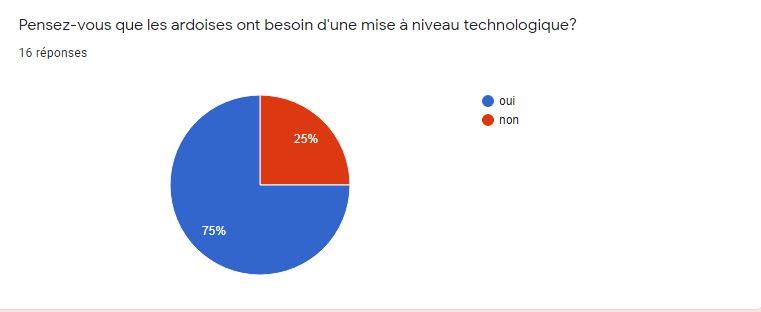 Pensez-vous que les ardoises ont besoin d'une mise à niveau technologique?
16 réponses
oui
non
25%
75%